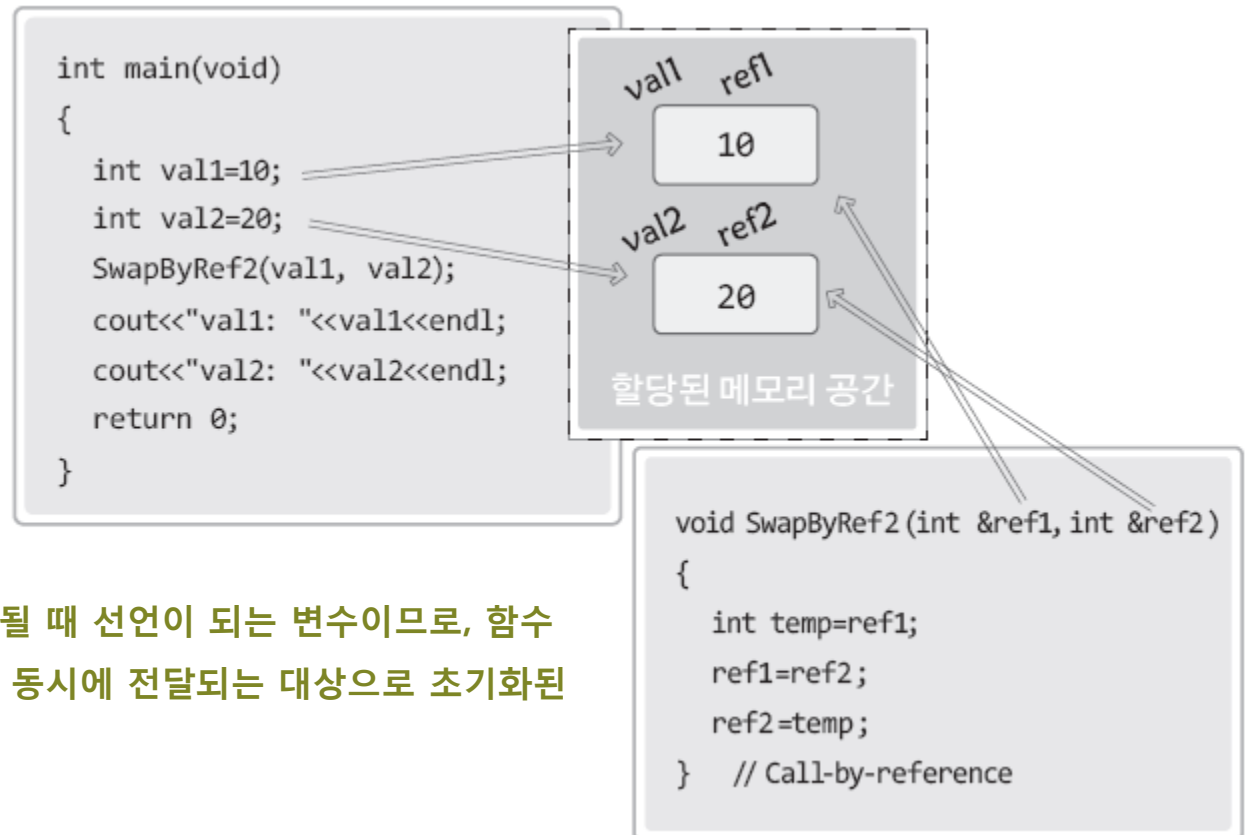 int main(void)
{
int val1=10;
int val2=20;
SwapByRef2(val1, val2);
cout<<"val1: "<<val1<<endl;
cout<<"val2: "<<val2<<endl;
return 0;
}
val1 ref1
10
val2 ref2
20
할당된 메모리 공간
void SwapByRef2(int &ref1, int &ref2)
{
int temp=ref1;
ref1=ref2;
ref2=temp;
} // Call-by-reference
될 때 선언이 되는 변수이므로, 함수
동시에 전달되는 대상으로 초기화된